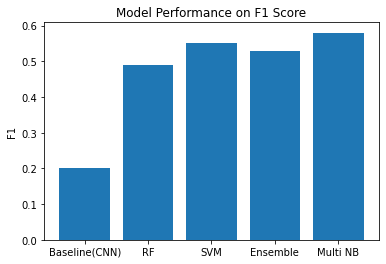 Model Performance on F1 Score
0.6
0.5
0.4
0.3
0.2
0.1
0.0
F1
Baseline(CNN) RF SVM Ensemble Multi NB